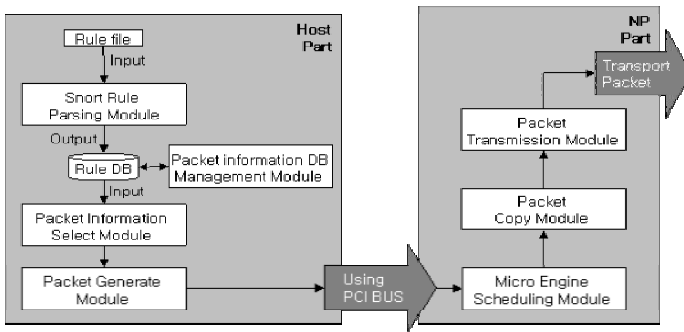 Host
Part
Rule file
Input
Snort Rule
Parsing Module
Output
Rule DB
Packet information DB
Management Module
Input
Packet Information
Select Module
Packet Generate
Module
Using
PCI BUS
NP
Part
Transport
Packet
Packet
Transmission Module
Packet
Copy Module
Micro Engine
Scheduling Module